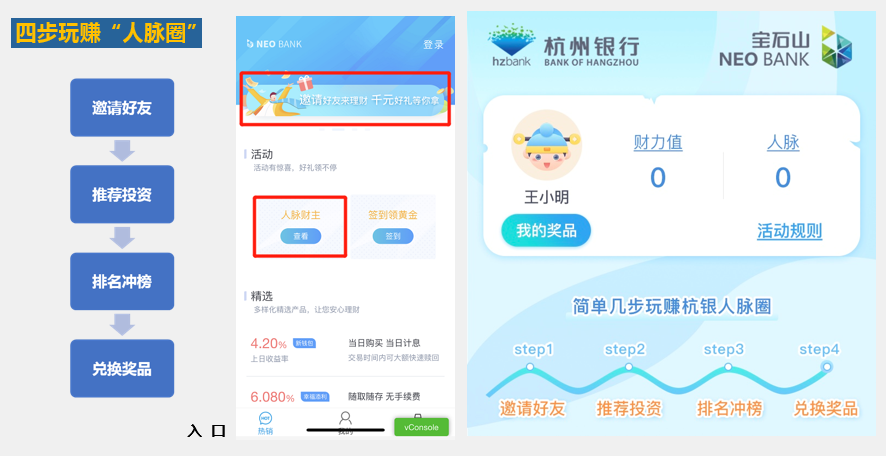 四步玩赚“人脉圈”
邀请好友
推荐投资
排名冲榜
兑换奖品
入 口
NEO BANK
登录
邀请好友来理财 千元好礼等你拿
活动
活动有惊喜，好礼领不停
人脉财主
查看
签到领黄金
签到
精选
多样化精选产品，让您安心理财
4.20% 新钱包
上日收益率
当日购买 当日计息
交易时间内可大额快速赎回
6.080% 幸福添利
随取随存 无手续费
HOT
热销
我的
vConsole
杭州银行
hzbank BANK OF HANGZHOU
宝石山
NEO BANK
王小明
我的奖品
财力值
0
人脉
0
活动规则
简单几步玩赚杭银人脉圈
step1 step2 step3 step4
邀请好友 推荐投资 排名冲榜 兑换奖品